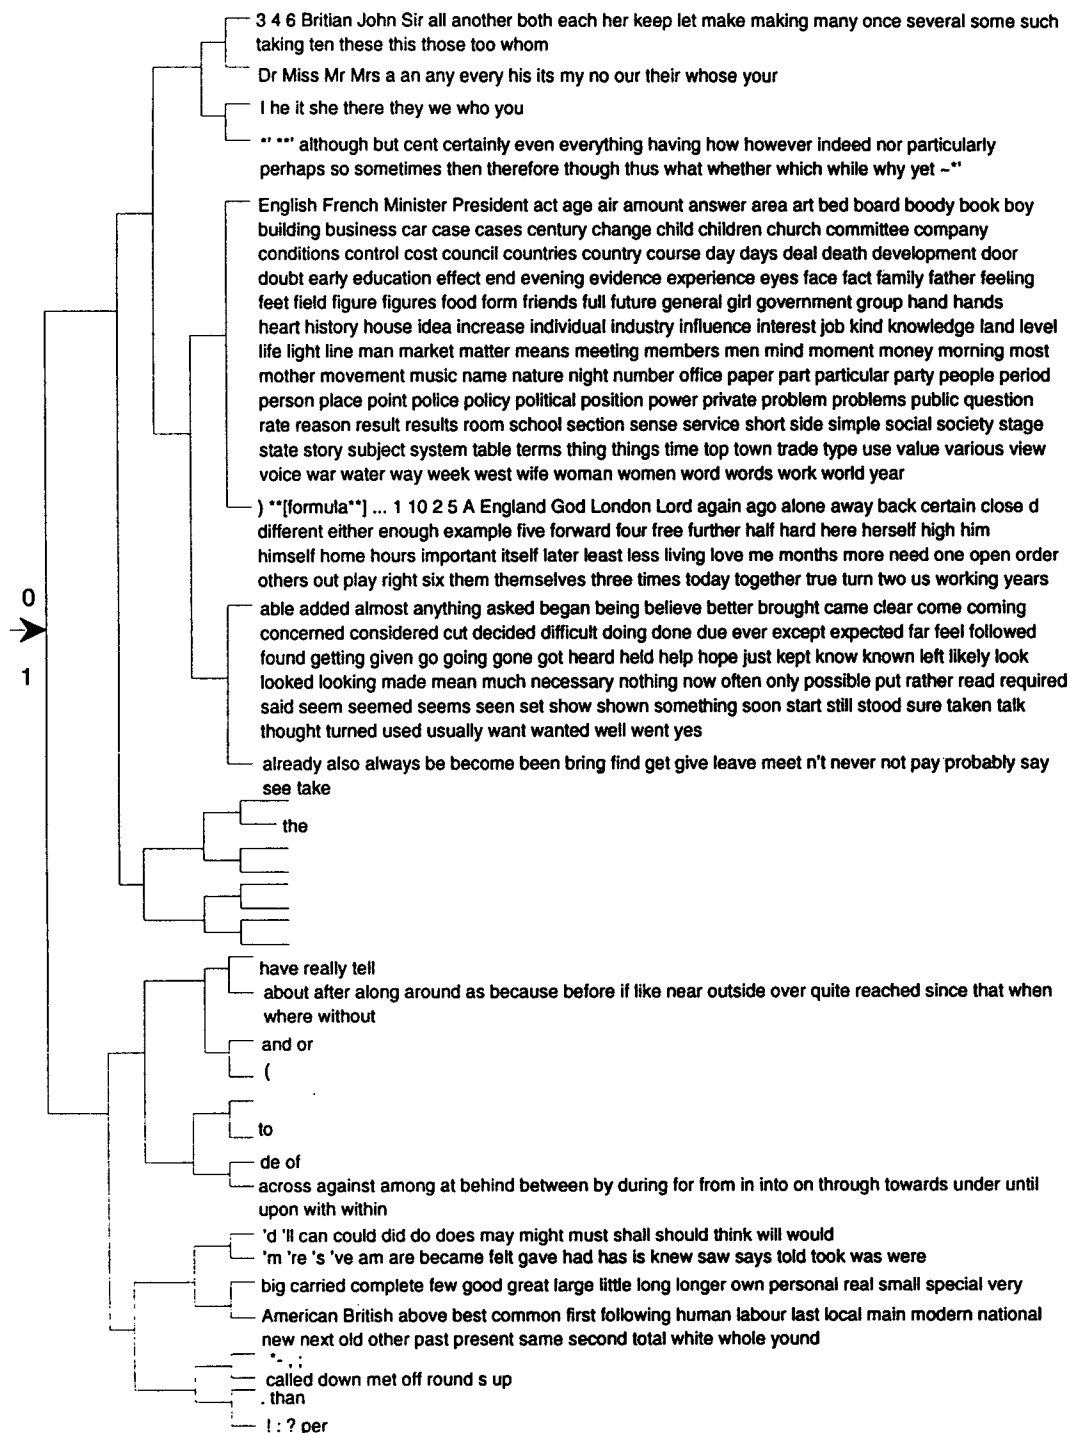 3 4 6 Britian John Sir all another both each her keep let make making many once several some such
taking ten these this those too whom
Dr Miss Mr Mrs a an any every his its my no our their whose your
I he it she there they we who you
*' **' although but cent certainly even everything having how however indeed nor particularly
perhaps so sometimes then therefore though thus what whether which while why yet ~*'
English French Minister President act age air amount answer area art bed board boody book boy
building business car case cases century change child children church committee company
conditions control cost council countries country course day days deal death development door
doubt early education effect end evening evidence experience eyes face fact family father feeling
feet field figure figures food form friends full future general girl government group hand hands
heart history house idea increase individual industry influence interest job kind knowledge land level
life light line man market matter means meeting members men mind moment money morning most
mother movement music name nature night number office paper part particular party people period
person place point police policy political position power private problem problems public question
rate reason result results room school section sense service short side simple social society stage
state story subject system table terms thing things time top town trade type use value various view
voice war water way week west wife woman women word words work world year
) **[formula**] ... 1 10 2 5 A England God London Lord again ago alone away back certain close d
different either enough example five forward four free further half hard here herself high him
himself home hours important itself later least less living love me months more need one open order
others out play right six them themselves three times today together true turn two us working years
0
1
able added almost anything asked began being believe better brought came clear come coming
concerned considered cut decided difficult doing done due ever except expected far feel followed
found getting given go going gone got heard held help hope just kept know known left likely look
looked looking made mean much necessary nothing now often only possible put rather read required
said seem seemed seems seen set show shown something soon start still stood sure taken talk
thought turned used usually want wanted well went yes
already also always be become been bring find get give leave meet n't never not pay probably say
see take
the
have really tell
about after along around as because before if like near outside over quite reached since that when
where without
and or
(
to
de of
across against among at behind between by during for from in into on through towards under until
upon with within
'd 'll can could did do does may might must shall should think will would
'm 're 's 've am are became felt gave had has is knew saw says told took was were
big carried complete few good great large little long longer own personal real small special very
American British above best common first following human labour last local main modern national
new next old other past present same second total white whole yound
*- , ;
called down met off round s up
. than
! : ? per